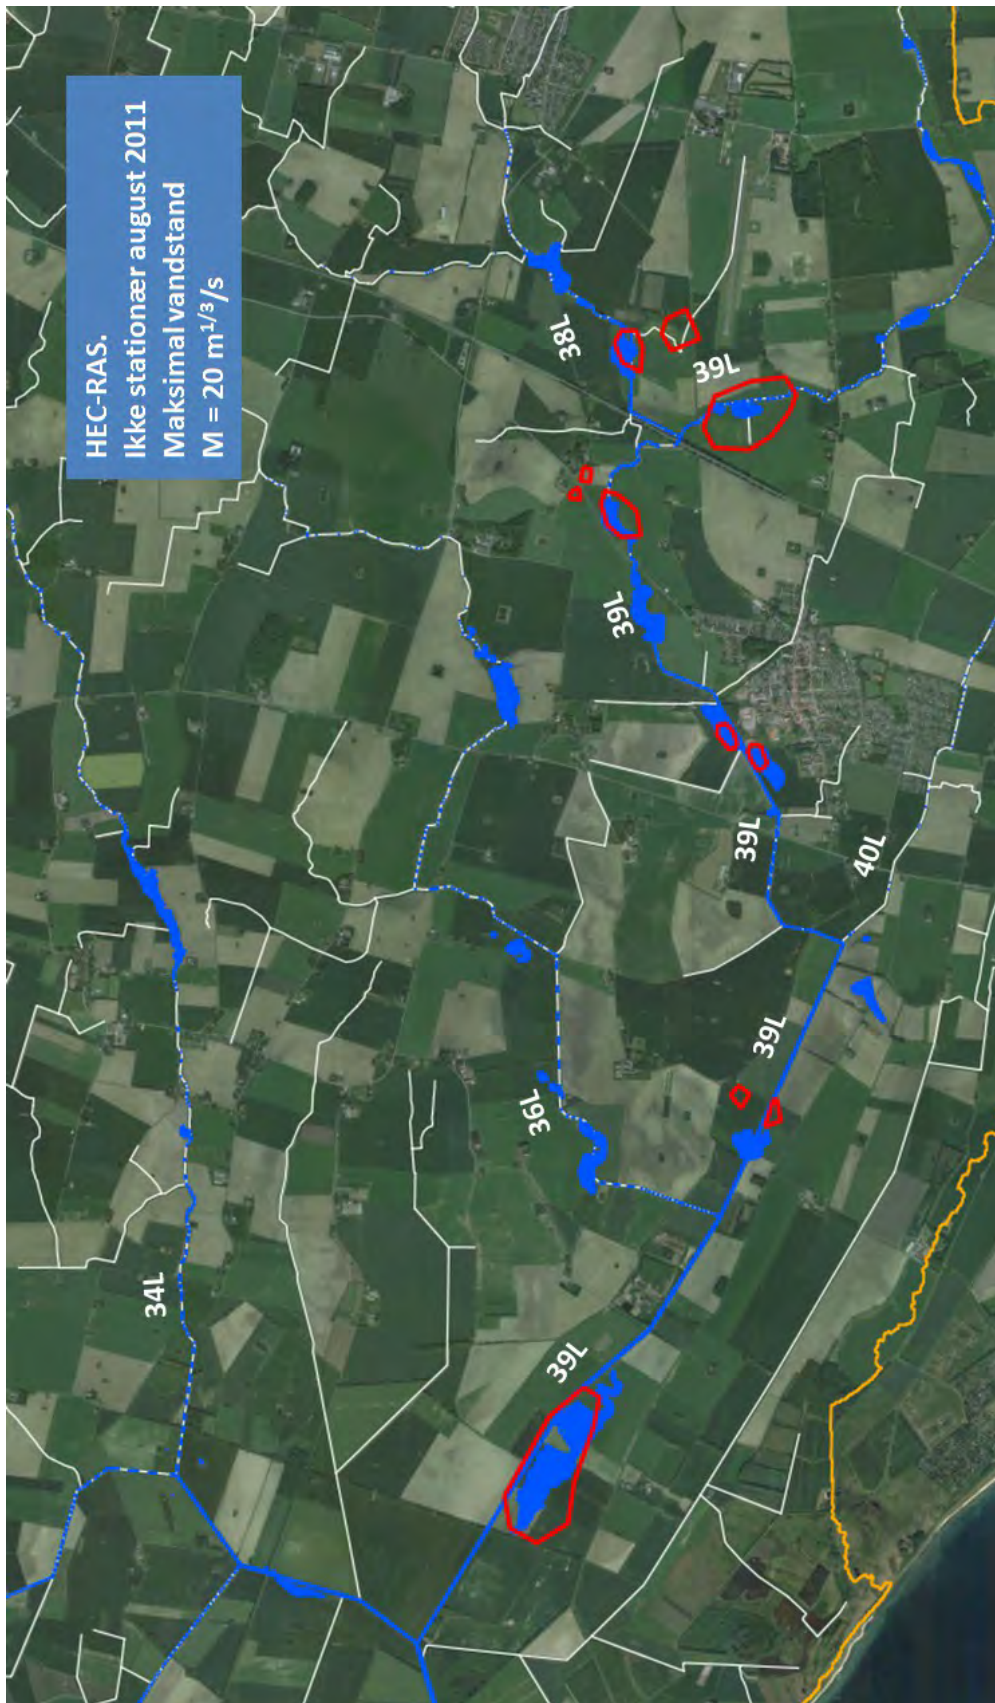 HEC-RAS.
Ikke stationær august 2011
Maksimal vandstand
M = 20 m^1/3/s
38L
39L
39L
39L
40L
39L
36L
34L
39L